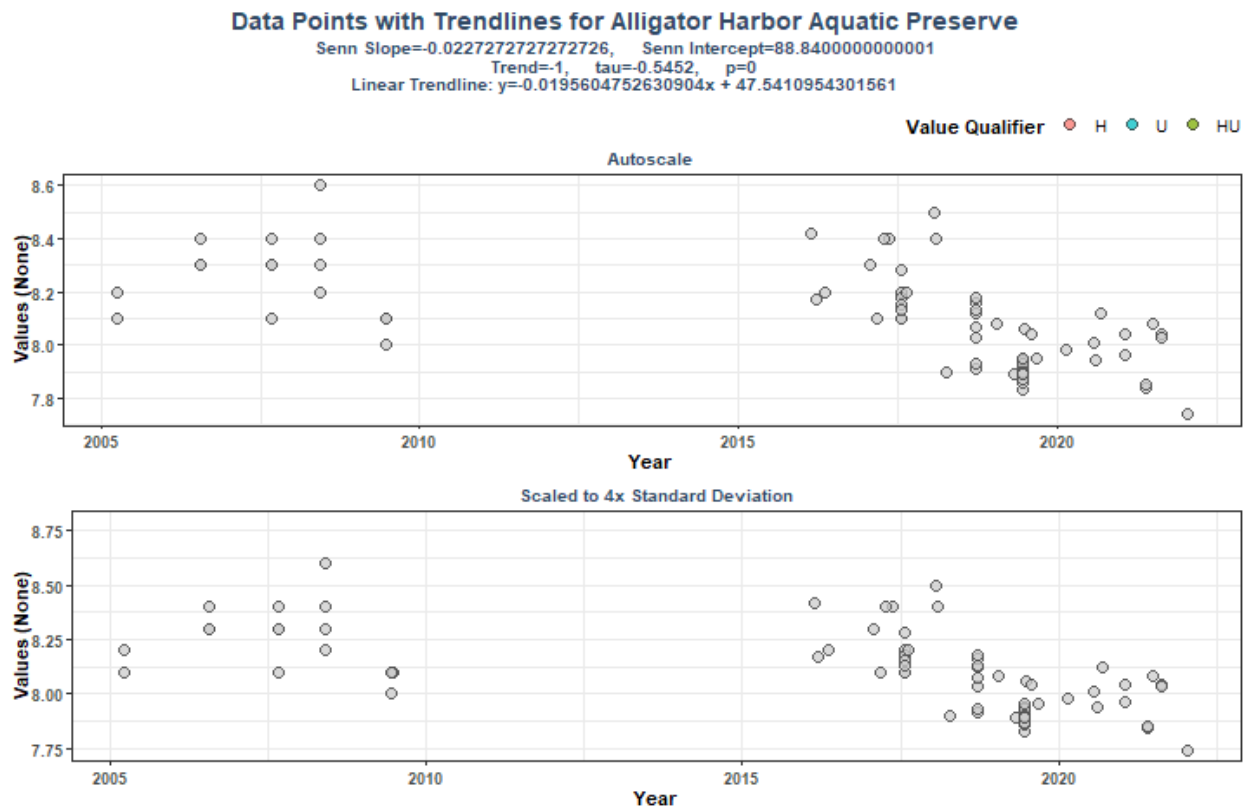 Data Points with Trendlines for Alligator Harbor Aquatic Preserve
Senn Slope=-0.0227272727272726, Senn Intercept=88.8400000000001
Trend=-1, tau=-0.5452, p=0
Linear Trendline: y=-0.0195604752630904x + 47.5410954301561
Value Qualifier H U HU
Autoscale
Values (None)
8.6
8.4
8.2
8.0
7.8
2005 2010 2015 2020
Year
Scaled to 4x Standard Deviation
Values (None)
8.75
8.50
8.25
8.00
7.75
2005 2010 2015 2020
Year